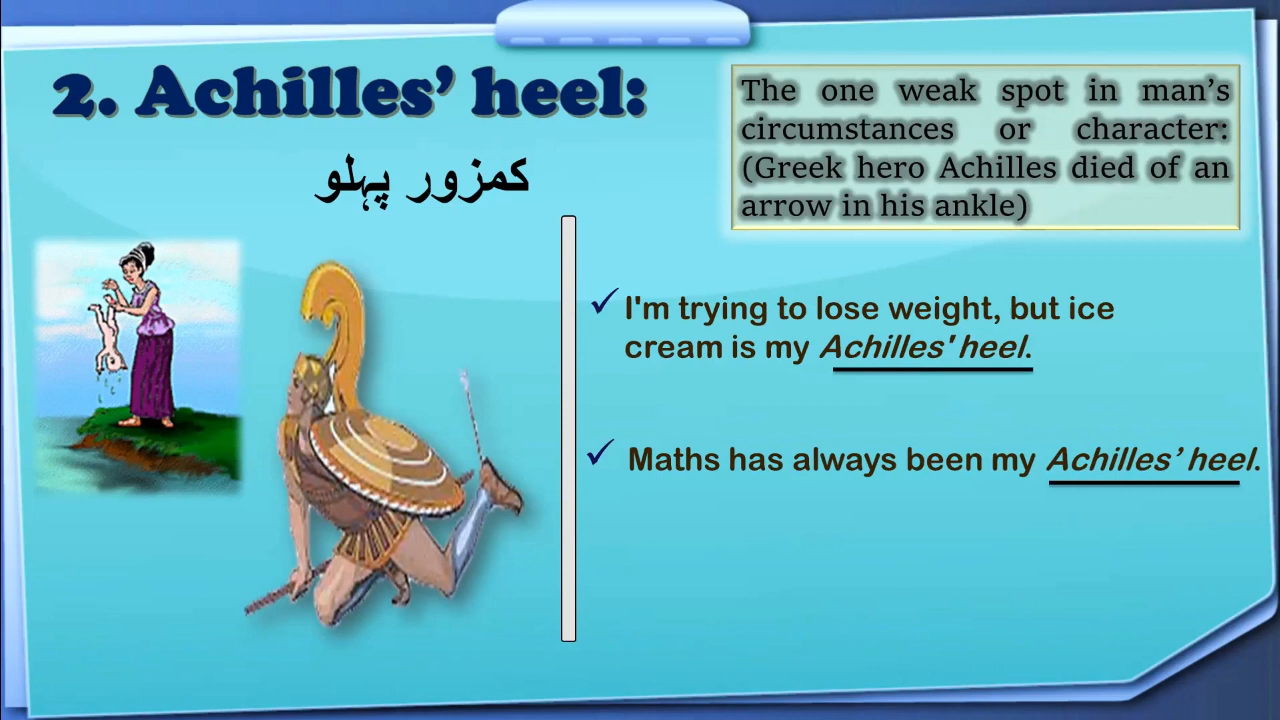 2. Achilles’ heel:
کمزور پہلو
The one weak spot in man’s
circumstances or character:
(Greek hero Achilles died of an
arrow in his ankle)
I'm trying to lose weight, but ice
cream is my Achilles' heel.
Maths has always been my Achilles’ heel.